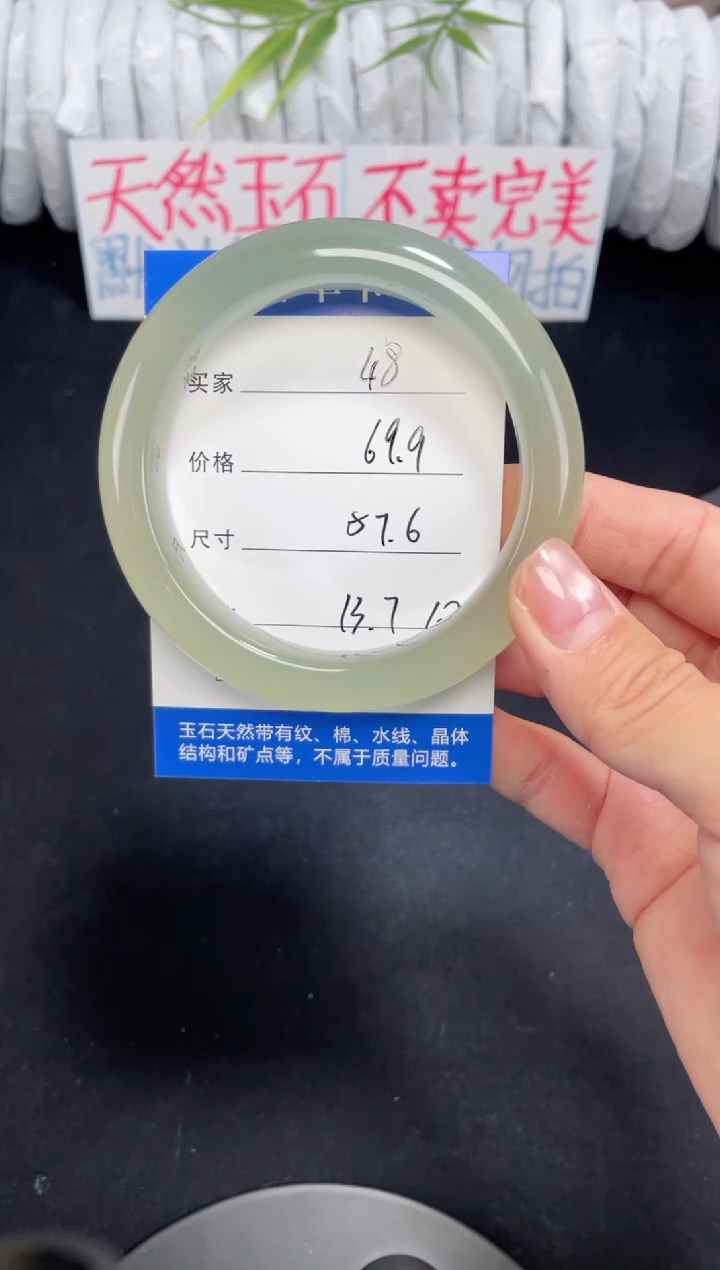 天然玉石 不卖完美
拍
买家 48
价格 69.9
尺寸 87.6
13.7
玉石天然带有纹、棉、水线、晶体
结构和矿点等，不属于质量问题。